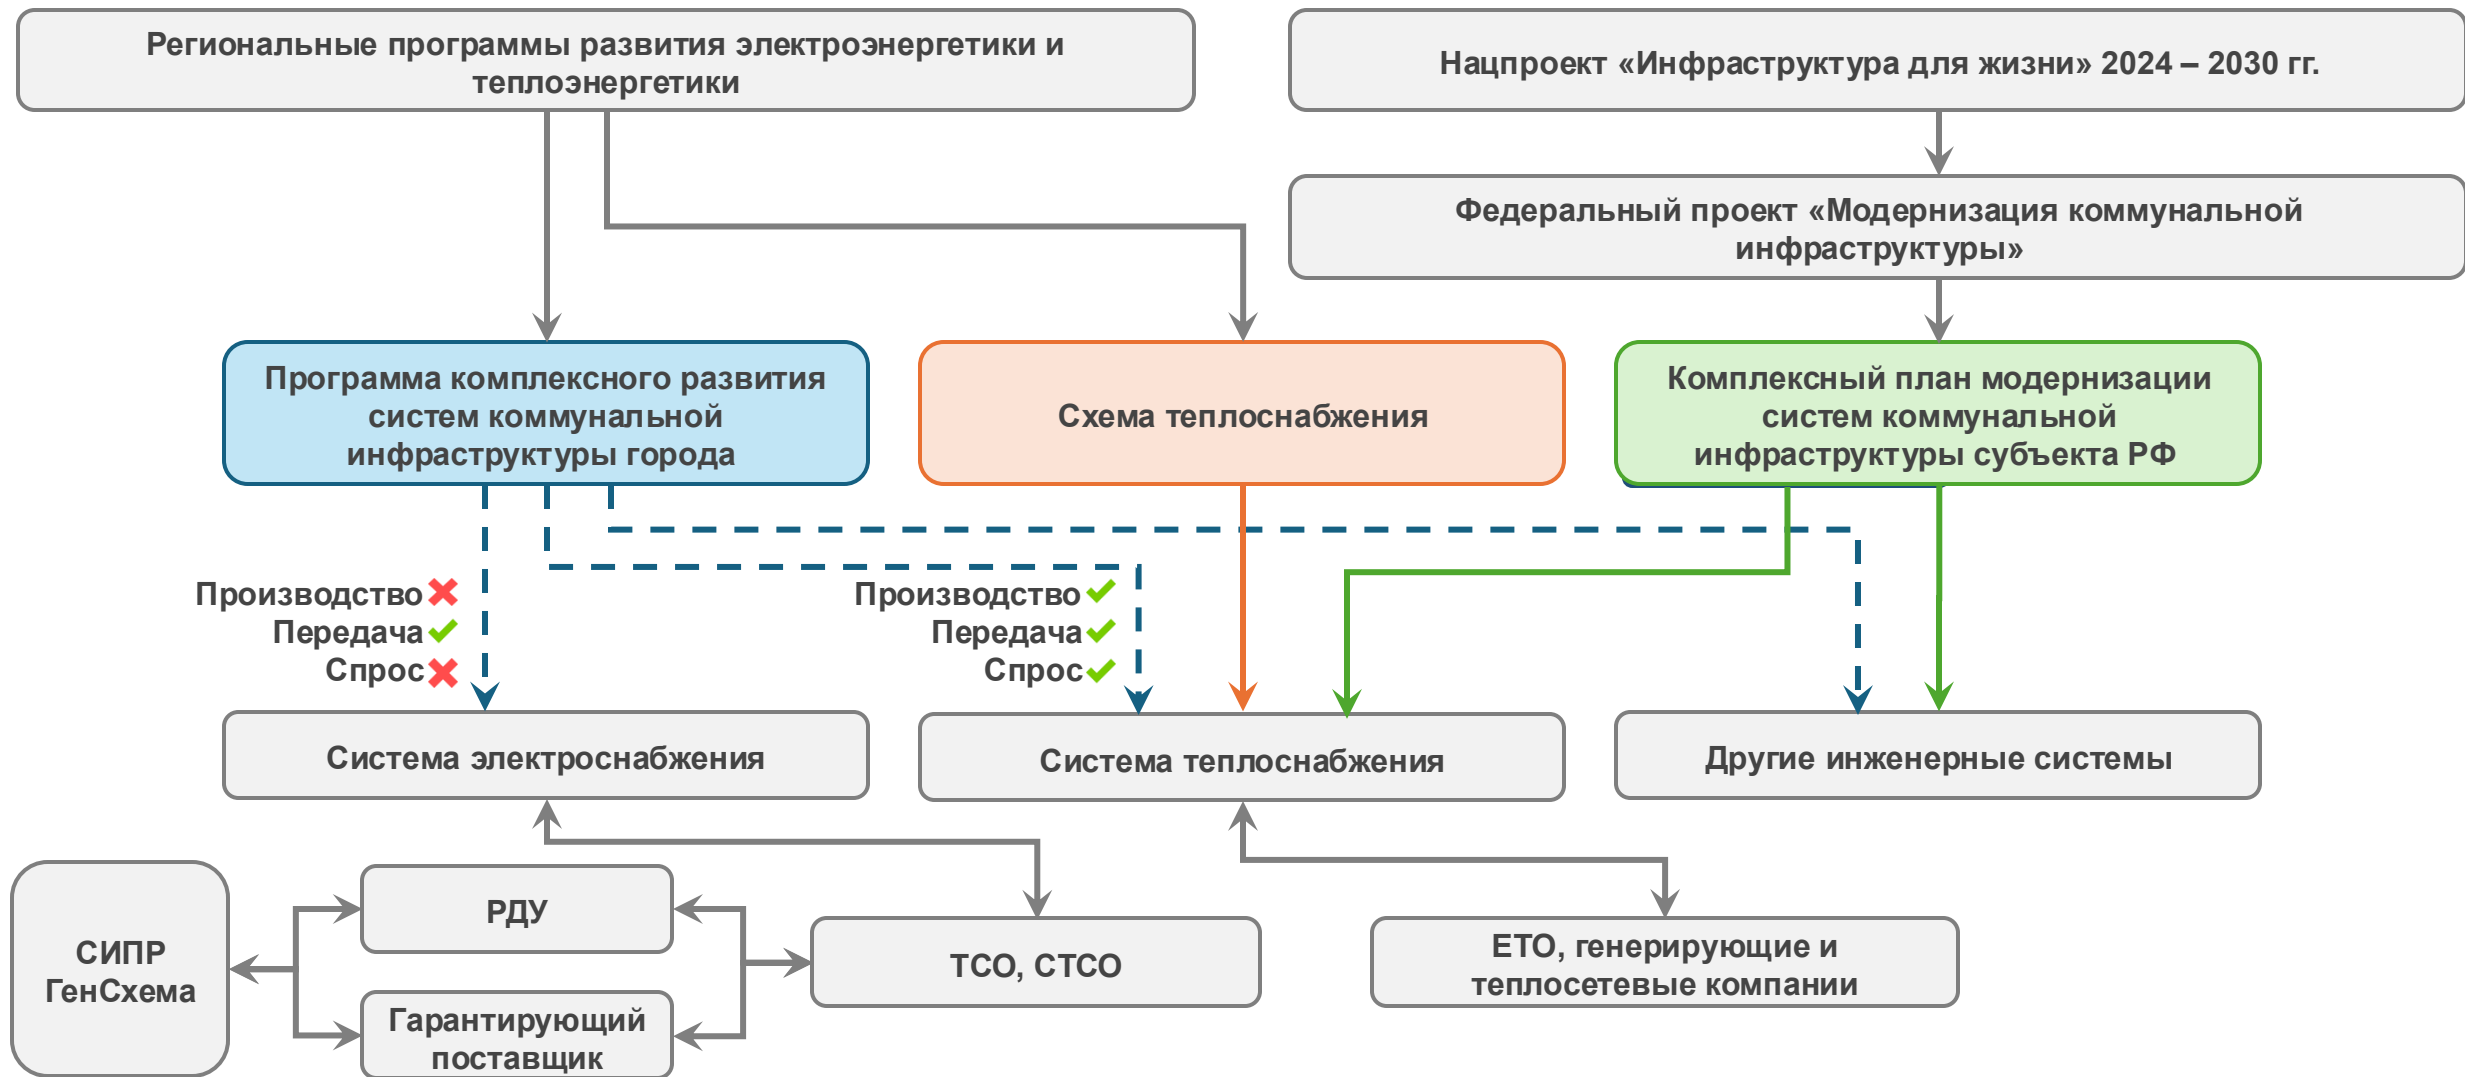 Региональные программы развития электроэнергетики и
теплоэнергетики
Нацпроект «Инфраструктура для жизни» 2024 – 2030 гг.
Федеральный проект «Модернизация коммунальной
инфраструктуры»
Программа комплексного развития
систем коммунальной
инфраструктуры города
Схема теплоснабжения
Комплексный план модернизации
систем коммунальной
инфраструктуры субъекта РФ
Производство
Передача
Спрос
Производство
Передача
Спрос
Система электроснабжения
Система теплоснабжения
Другие инженерные системы
СИПР
ГенСхема
РДУ
Гарантирующий
поставщик
ТСО, СТСО
ЕТО, генерирующие и
теплосетевые компании